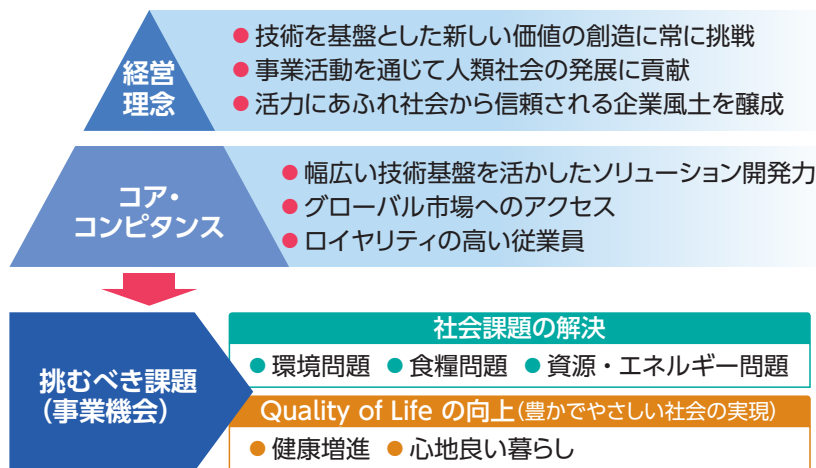 経営
理念
● 技術を基盤とした新しい価値の創造に常に挑戦
● 事業活動を通じて人類社会の発展に貢献
● 活力にあふれ社会から信頼される企業風土を醸成
コア・
コンピタンス
● 幅広い技術基盤を活かしたソリューション開発力
● グローバル市場へのアクセス
● ロイヤリティの高い従業員
挑むべき課題
(事業機会)
社会課題の解決
● 環境問題 ● 食糧問題 ● 資源・エネルギー問題
Quality of Life の向上(豊かでやさしい社会の実現)
● 健康増進 ● 心地良い暮らし